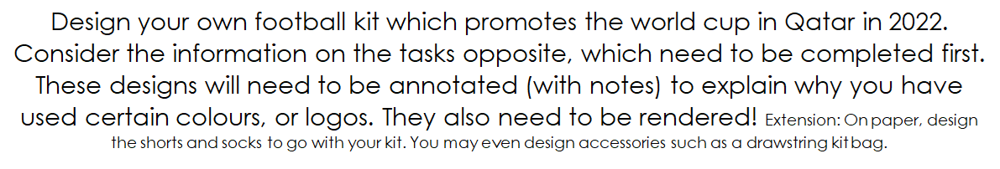 Design your own football kit which promotes the world cup in Qatar in 2022.
Consider the information on the tasks opposite, which need to be completed first.
These designs will need to be annotated (with notes) to explain why you have
used certain colours, or logos. They also need to be rendered! Extension: On paper, design
the shorts and socks to go with your kit. You may even design accessories such as a drawstring kit bag.